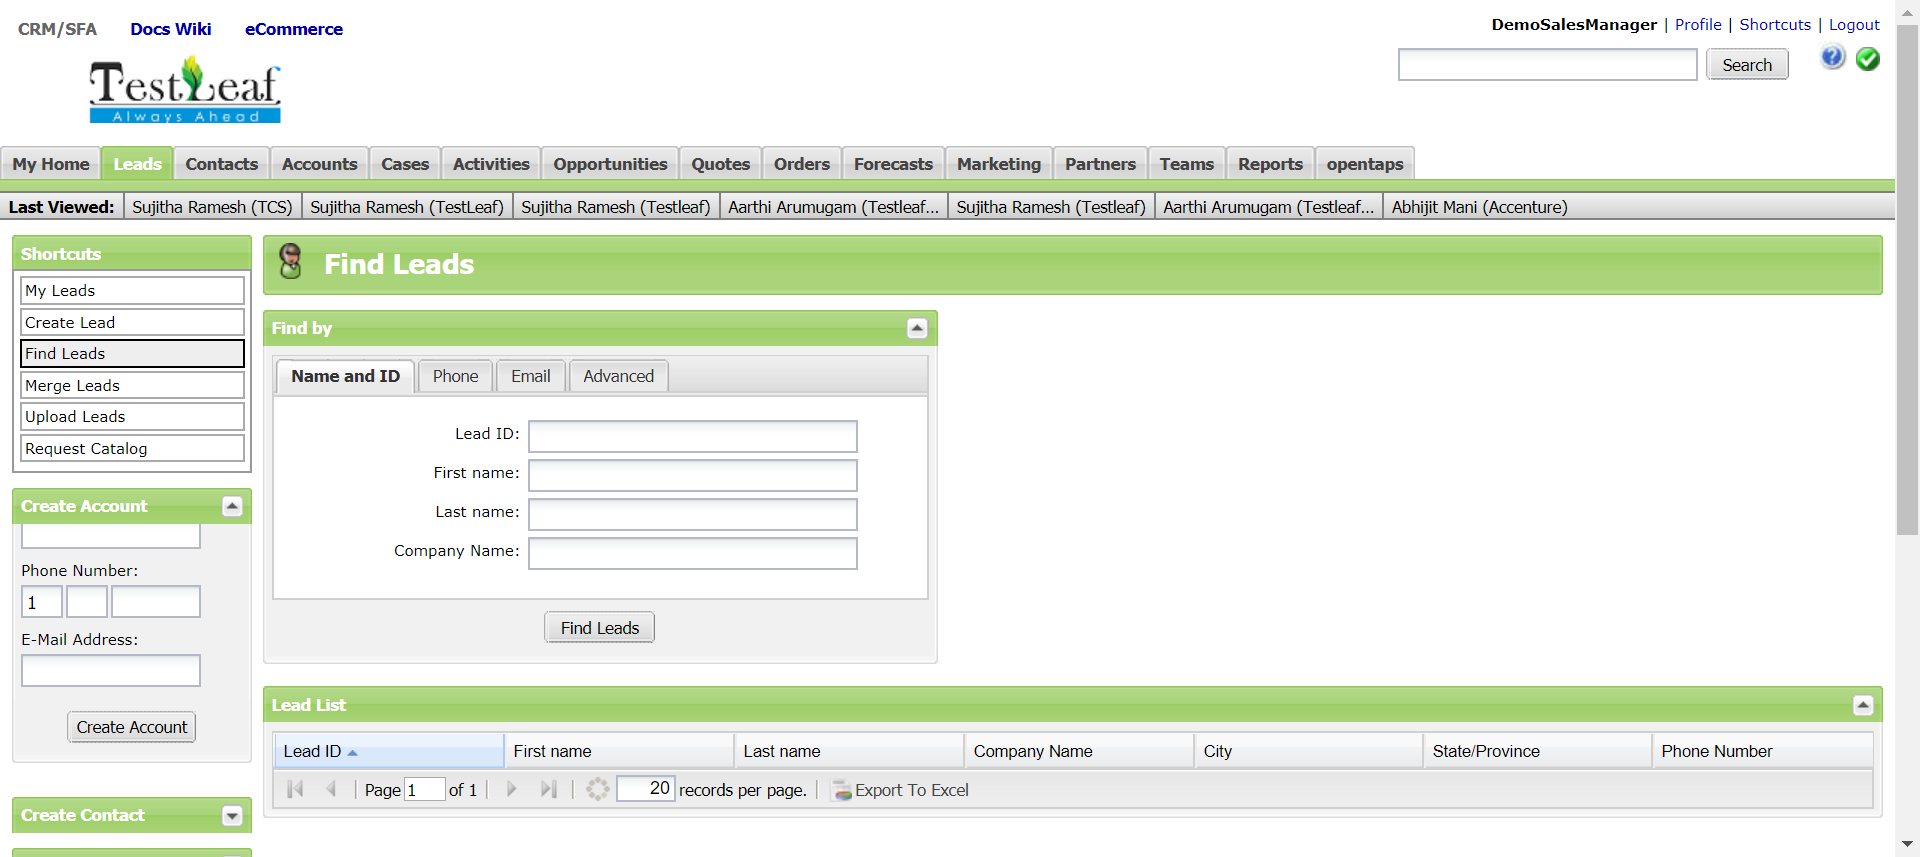 CRM/SFA Docs Wiki eCommerce
DemoSalesManager | Profile | Shortcuts | Logout
Search
TestLeaf
Always Ahead
My Home Leads Contacts Accounts Cases Activities Opportunities Quotes Orders Forecasts Marketing Partners Teams Reports opentaps
Last Viewed: Sujitha Ramesh (TCS) Sujitha Ramesh (TestLeaf) Sujitha Ramesh (Testleaf) Aarthi Arumugam (Testleaf... Sujitha Ramesh (Testleaf) Aarthi Arumugam (Testleaf... Abhijit Mani (Accenture)
Shortcuts
My Leads
Create Lead
Find Leads
Merge Leads
Upload Leads
Request Catalog
Create Account
Phone Number:
1
E-Mail Address:
Create Account
Create Contact
Find Leads
Find by
Name and ID Phone Email Advanced
Lead ID:
First name:
Last name:
Company Name:
Find Leads
Lead List
Lead ID First name Last name Company Name City State/Province Phone Number
Page 1 of 1 20 records per page. Export To Excel